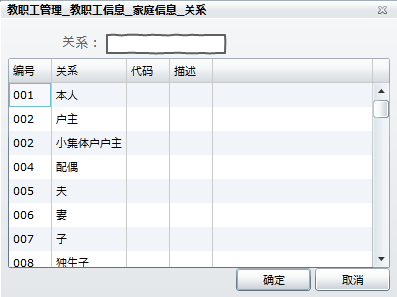 教职工管理_教职工信息_家庭信息_关系
关系：
编号 关系 代码 描述
001 本人
002 户主
002 小集体户户主
004 配偶
005 夫
006 妻
007 子
008 独生子
确定 取消